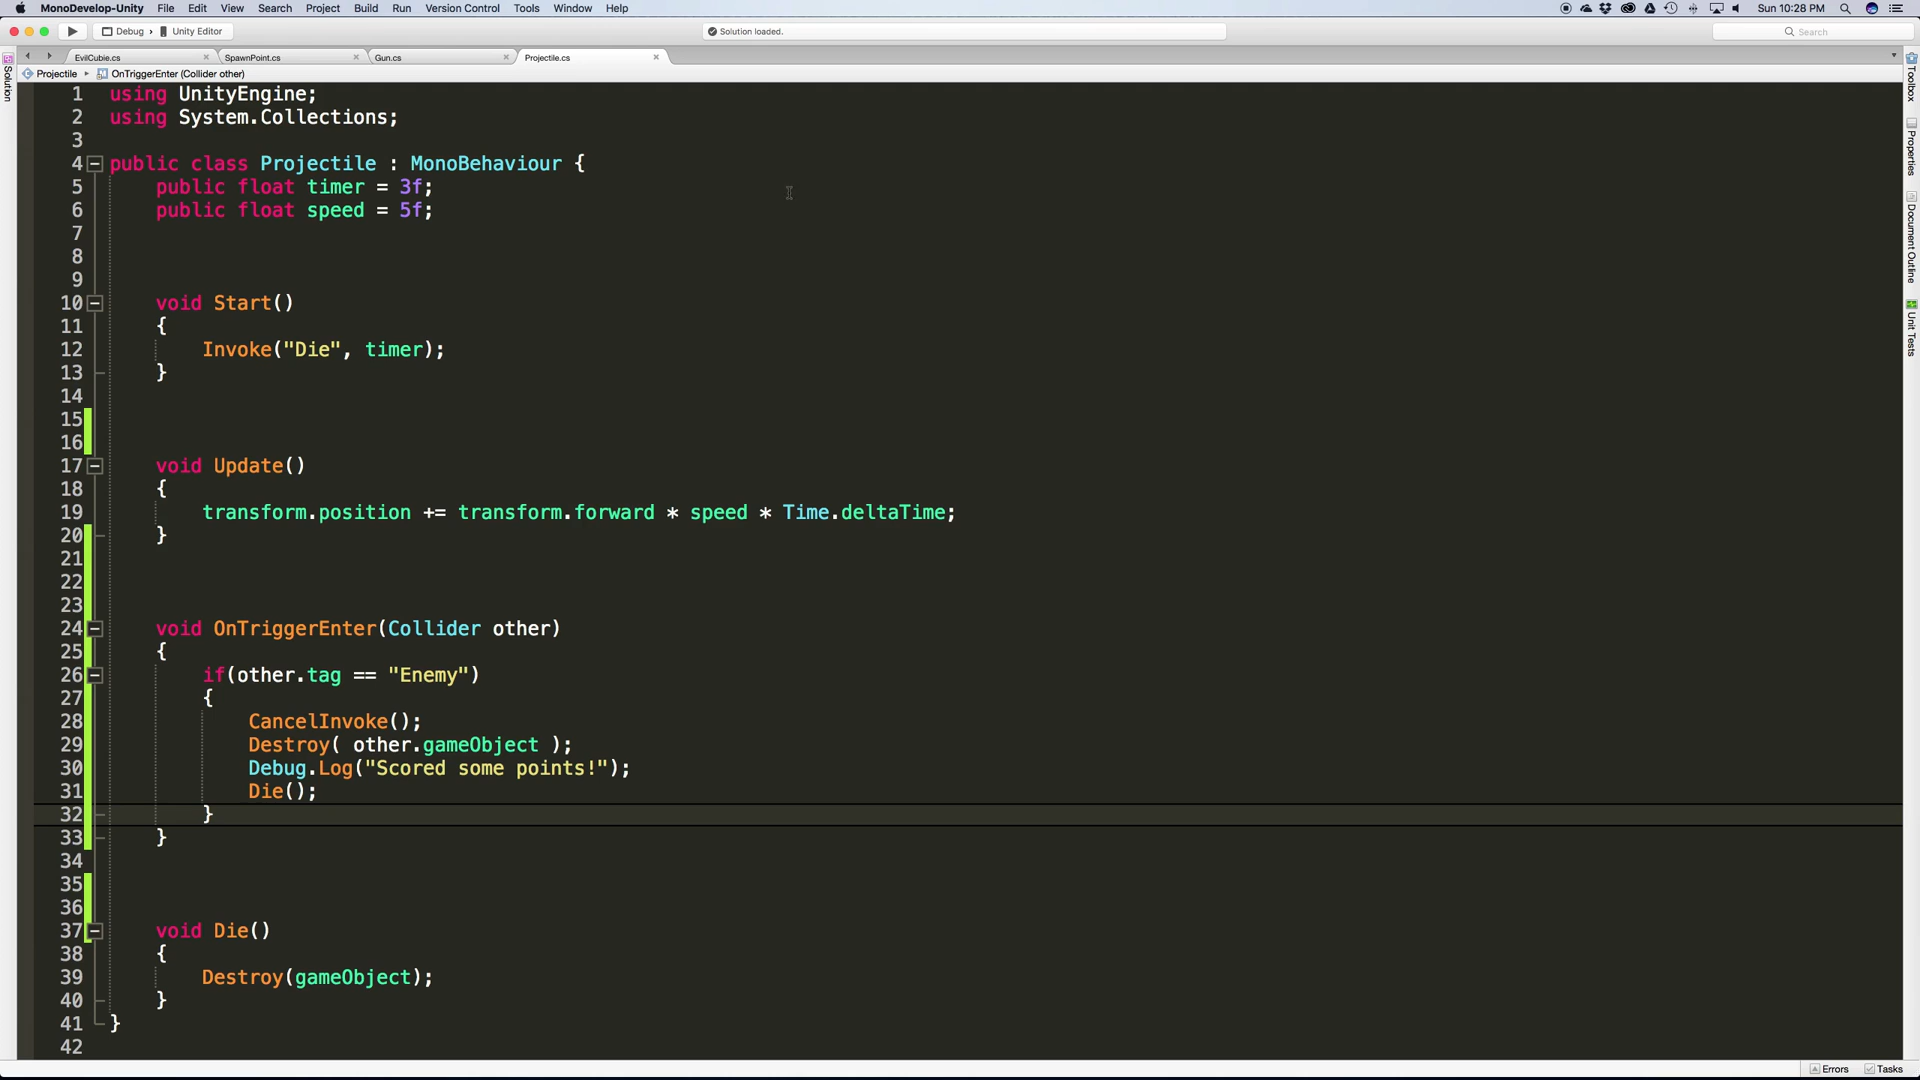 MonoDevelop-Unity File Edit View Search Project Build Run Version Control Tools Window Help Sun 10:28 PM
Debug Unity Editor Solution loaded. Search
EvilCubie.cs SpawnPoint.cs Gun.cs Projectile.cs
Projectile OnTriggerEnter (Collider other)
Solution
Toolbox
Properties
Document Outline
Unit Tests
1 using UnityEngine;
2 using System.Collections;
3
4 public class Projectile : MonoBehaviour {
5 public float timer = 3f;
6 public float speed = 5f;
7
8
9
10 void Start()
11 {
12 Invoke("Die", timer);
13 }
14
15
16
17 void Update()
18 {
19 transform.position += transform.forward * speed * Time.deltaTime;
20 }
21
22
23
24 void OnTriggerEnter(Collider other)
25 {
26 if(other.tag == "Enemy")
27 {
28 CancelInvoke();
29 Destroy( other.gameObject );
30 Debug.Log("Scored some points!");
31 Die();
32 }
33 }
34
35
36
37 void Die()
38 {
39 Destroy(gameObject);
40 }
41 }
42
Errors Tasks